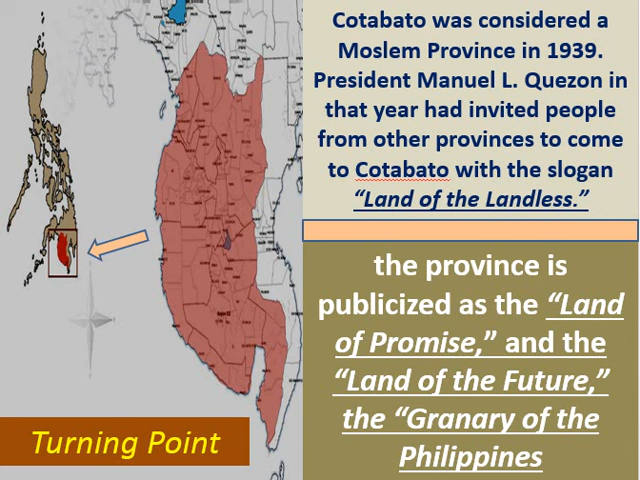 Cotabato was considered a
Moslem Province in 1939.
President Manuel L. Quezon in
that year had invited people
from other provinces to come
to Cotabato with the slogan
“Land of the Landless.”
the province is
publicized as the “Land
of Promise,” and the
“Land of the Future,”
the “Granary of the
Philippines
Turning Point